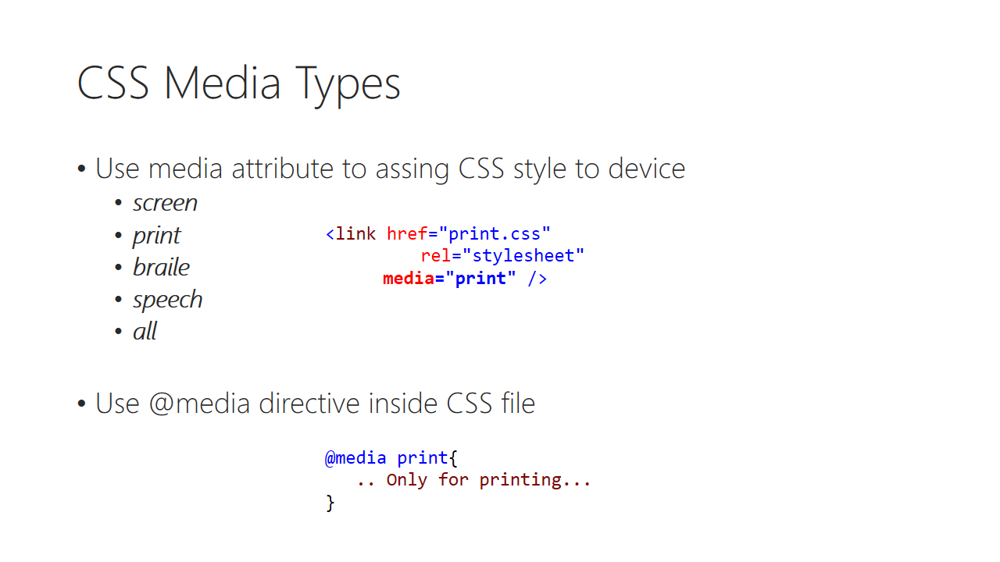 CSS Media Types
• Use media attribute to assing CSS style to device
• screen
• print
• braile
• speech
• all
<link href="print.css"
rel="stylesheet"
media="print" />
• Use @media directive inside CSS file
@media print{
.. Only for printing...
}